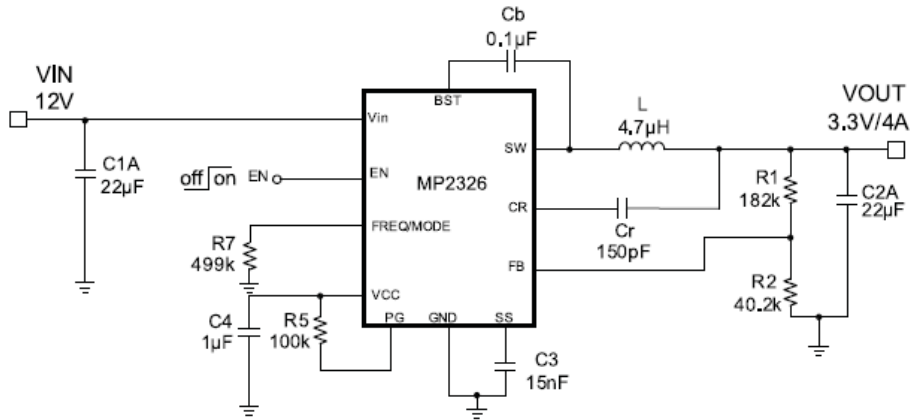 Cb
0.1µF
VIN
12V
BST
L
4.7µH
VOUT
3.3V/4A
Vin
SW
C1A
22µF
off on EN
EN
MP2326
R1
182k
C2A
22µF
CR
Cr
150pF
FREQ/MODE
R7
499k
FB
R2
40.2k
VCC
C4
1µF
R5
100k
PG
GND
SS
C3
15nF